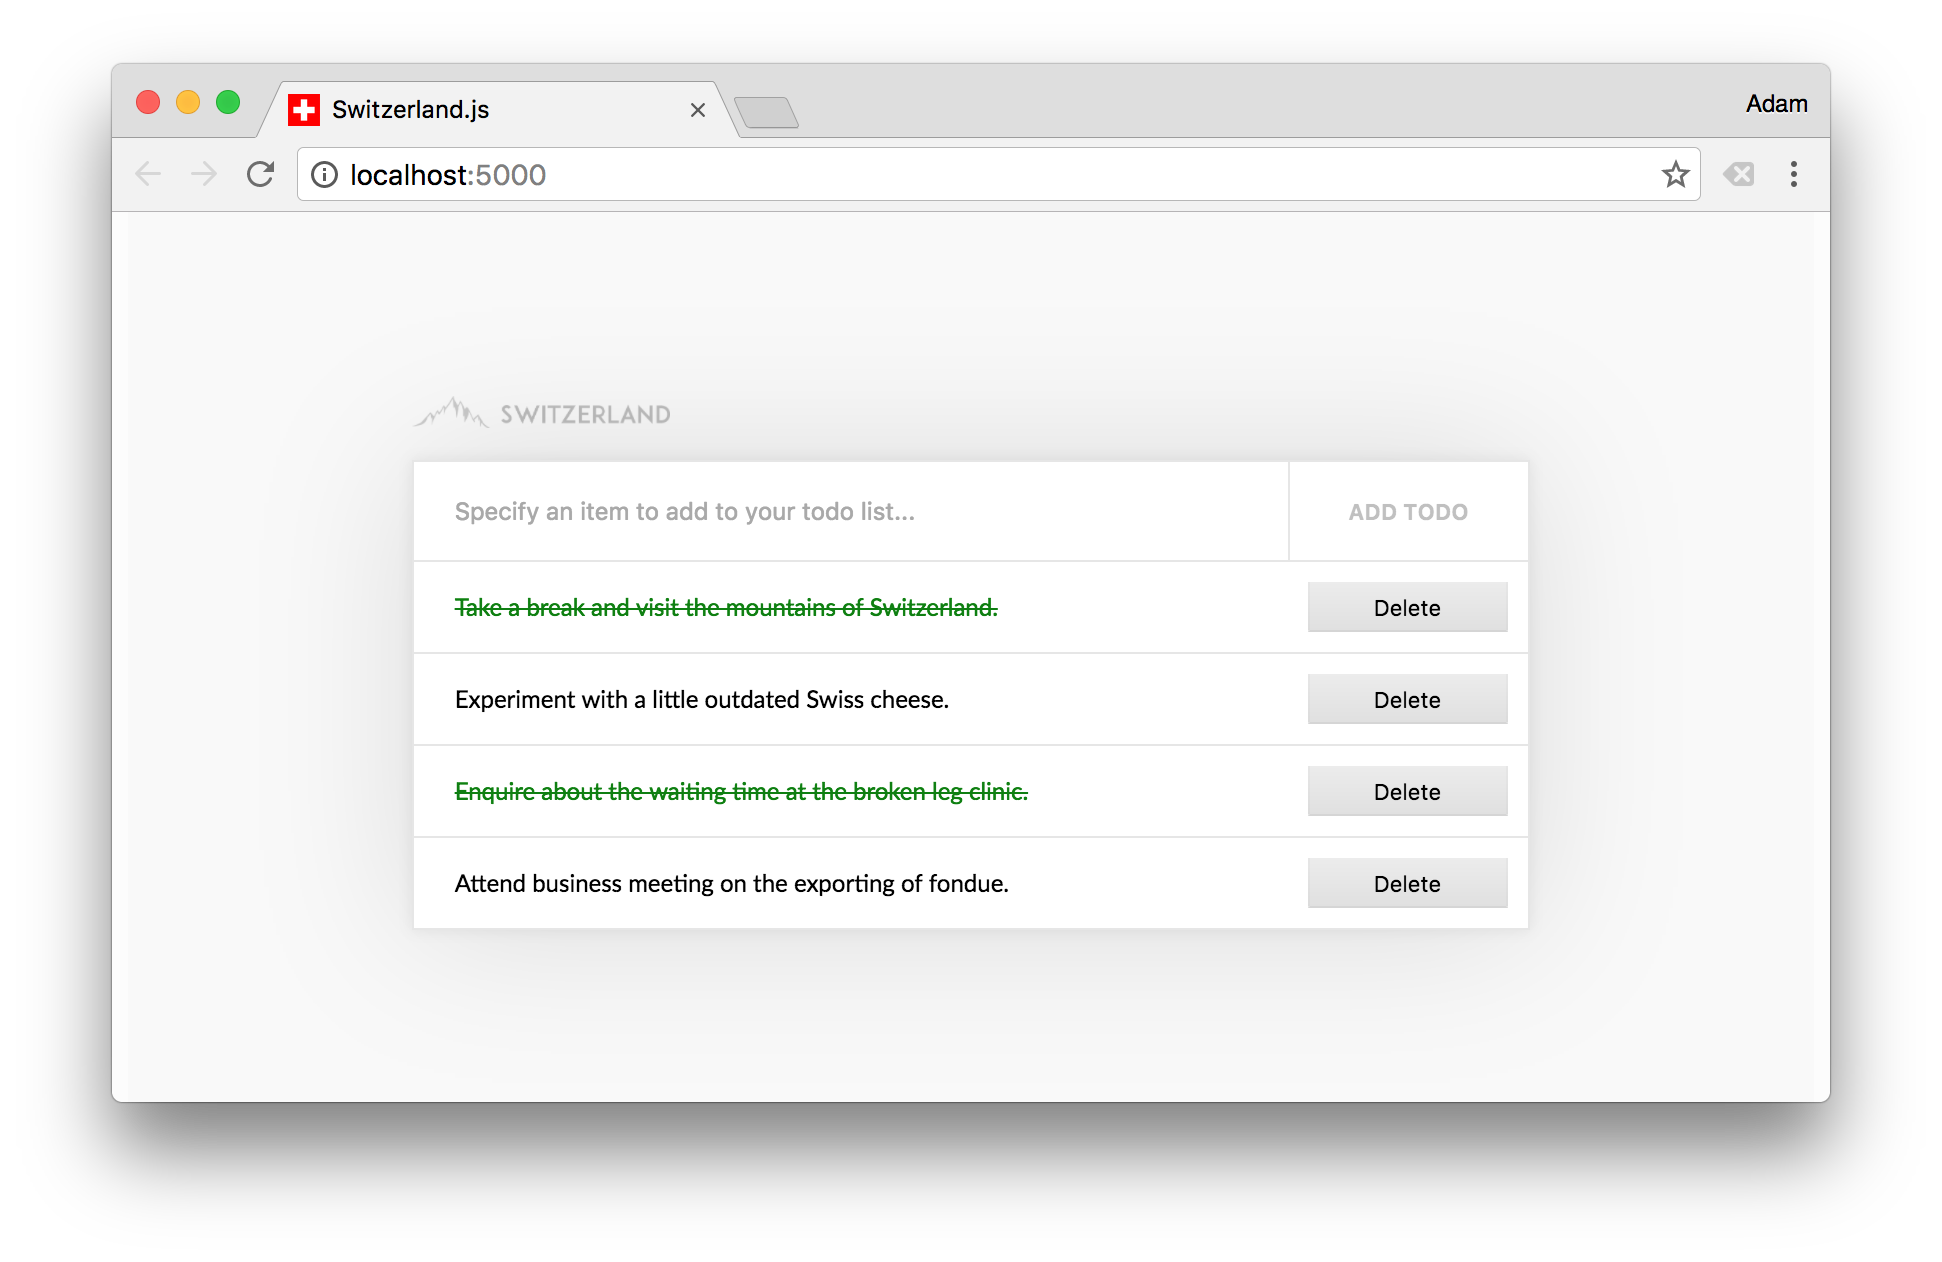 Switzerland.js
Adam
localhost:5000
SWITZERLAND
Specify an item to add to your todo list...
ADD TODO
Take a break and visit the mountains of Switzerland.
Delete
Experiment with a little outdated Swiss cheese.
Delete
Enquire about the waiting time at the broken leg clinic.
Delete
Attend business meeting on the exporting of fondue.
Delete